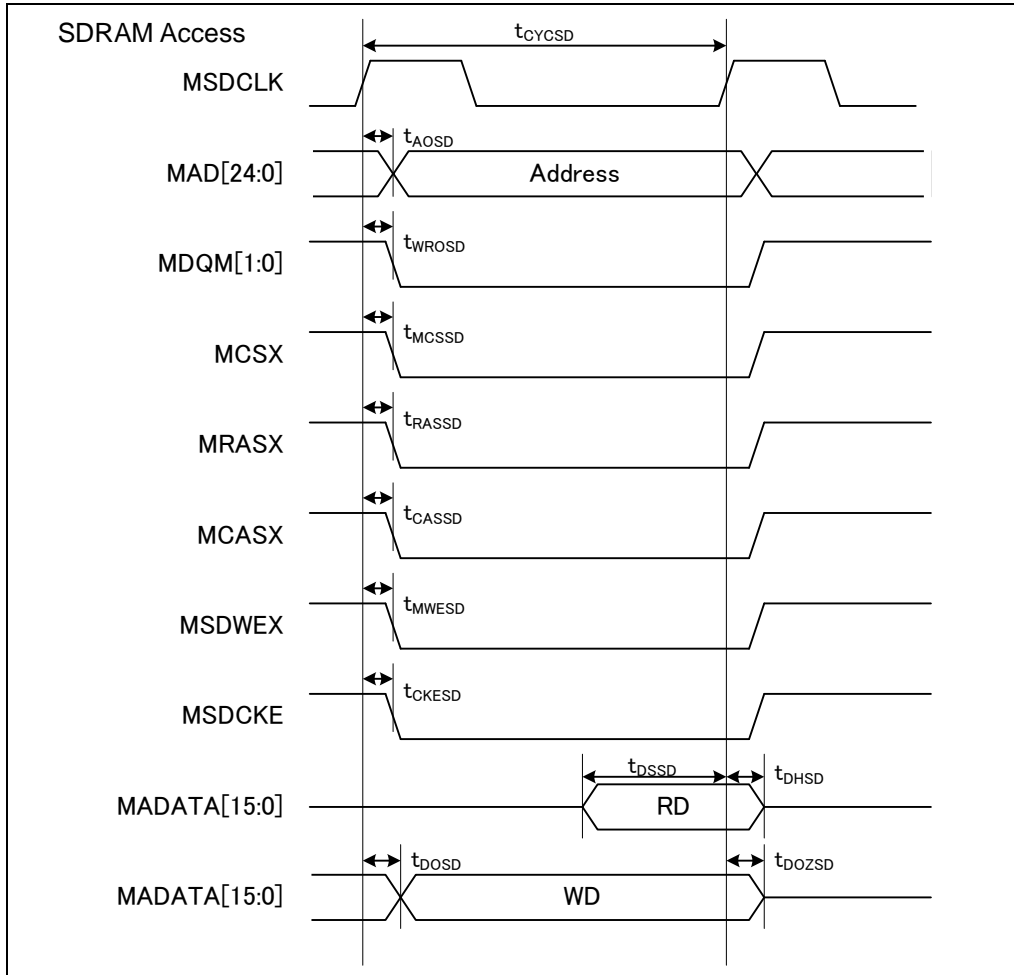 SDRAM Access
tCYCSD
MSDCLK
tAOSD
MAD[24:0]
Address
tWROSD
MDQM[1:0]
tMCSSD
MCSX
tRASSD
MRASX
tCASSD
MCASX
tMWESD
MSDWEX
tCKESD
MSDCKE
tDSSD
tDHSD
MADATA[15:0]
RD
tDOSD
tDOZSD
MADATA[15:0]
WD